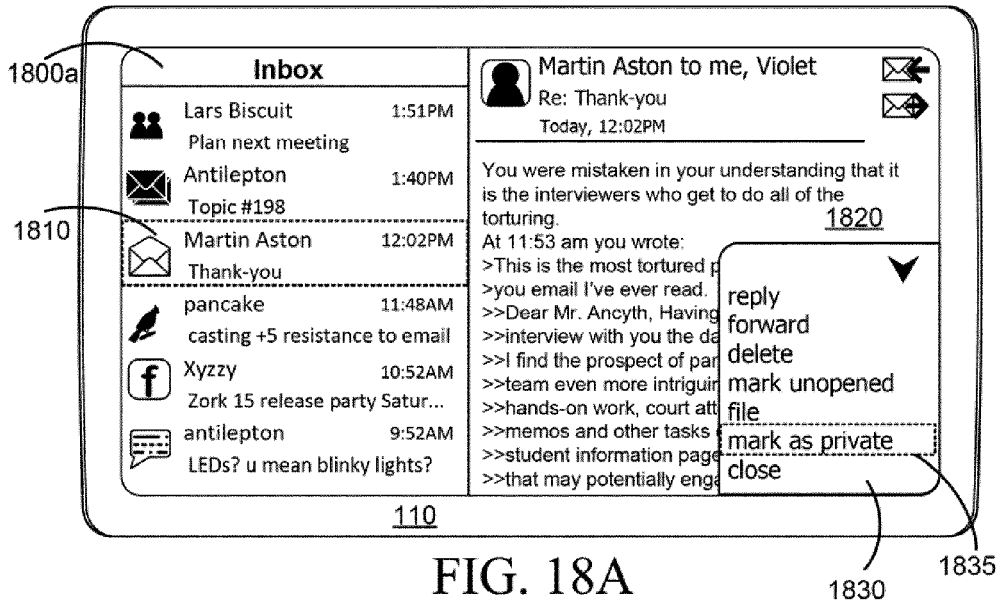 1800a
Inbox
Lars Biscuit 1:51PM
Plan next meeting
Antilepton 1:40PM
Topic #198
1810
Martin Aston 12:02PM
Thank-you
pancake 11:48AM
casting +5 resistance to email
f
Xyzzy 10:52AM
Zork 15 release party Satur...
antilepton 9:52AM
LEDs? u mean blinky lights?
Martin Aston to me, Violet
Re: Thank-you
Today, 12:02PM
You were mistaken in your understanding that it
is the interviewers who get to do all of the
torturing.
1820
At 11:53 am you wrote:
>This is the most tortured
>you email I've ever read.
>>Dear Mr. Ancyth, Having
>>interview with you the
>>I find the prospect of
>>team even more
>>hands-on work, court
>>memos and other tasks
>>student information
>>that may potentially
reply
forward
delete
mark unopened
file
mark as private
close
110
1835
1830
FIG. 18A